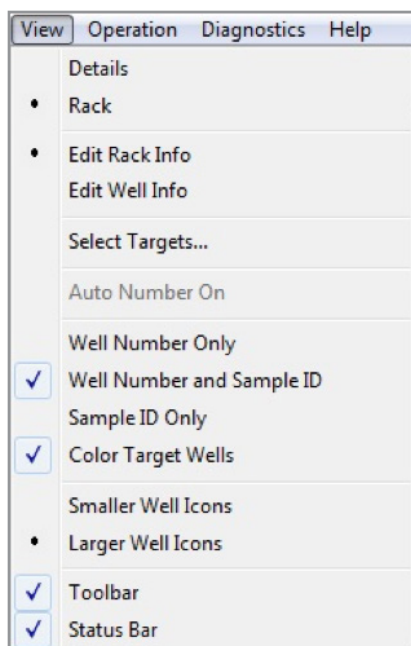 View Operation Diagnostics Help
Details
Rack
Edit Rack Info
Edit Well Info
Select Targets...
Auto Number On
Well Number Only
Well Number and Sample ID
Sample ID Only
Color Target Wells
Smaller Well Icons
Larger Well Icons
Toolbar
Status Bar